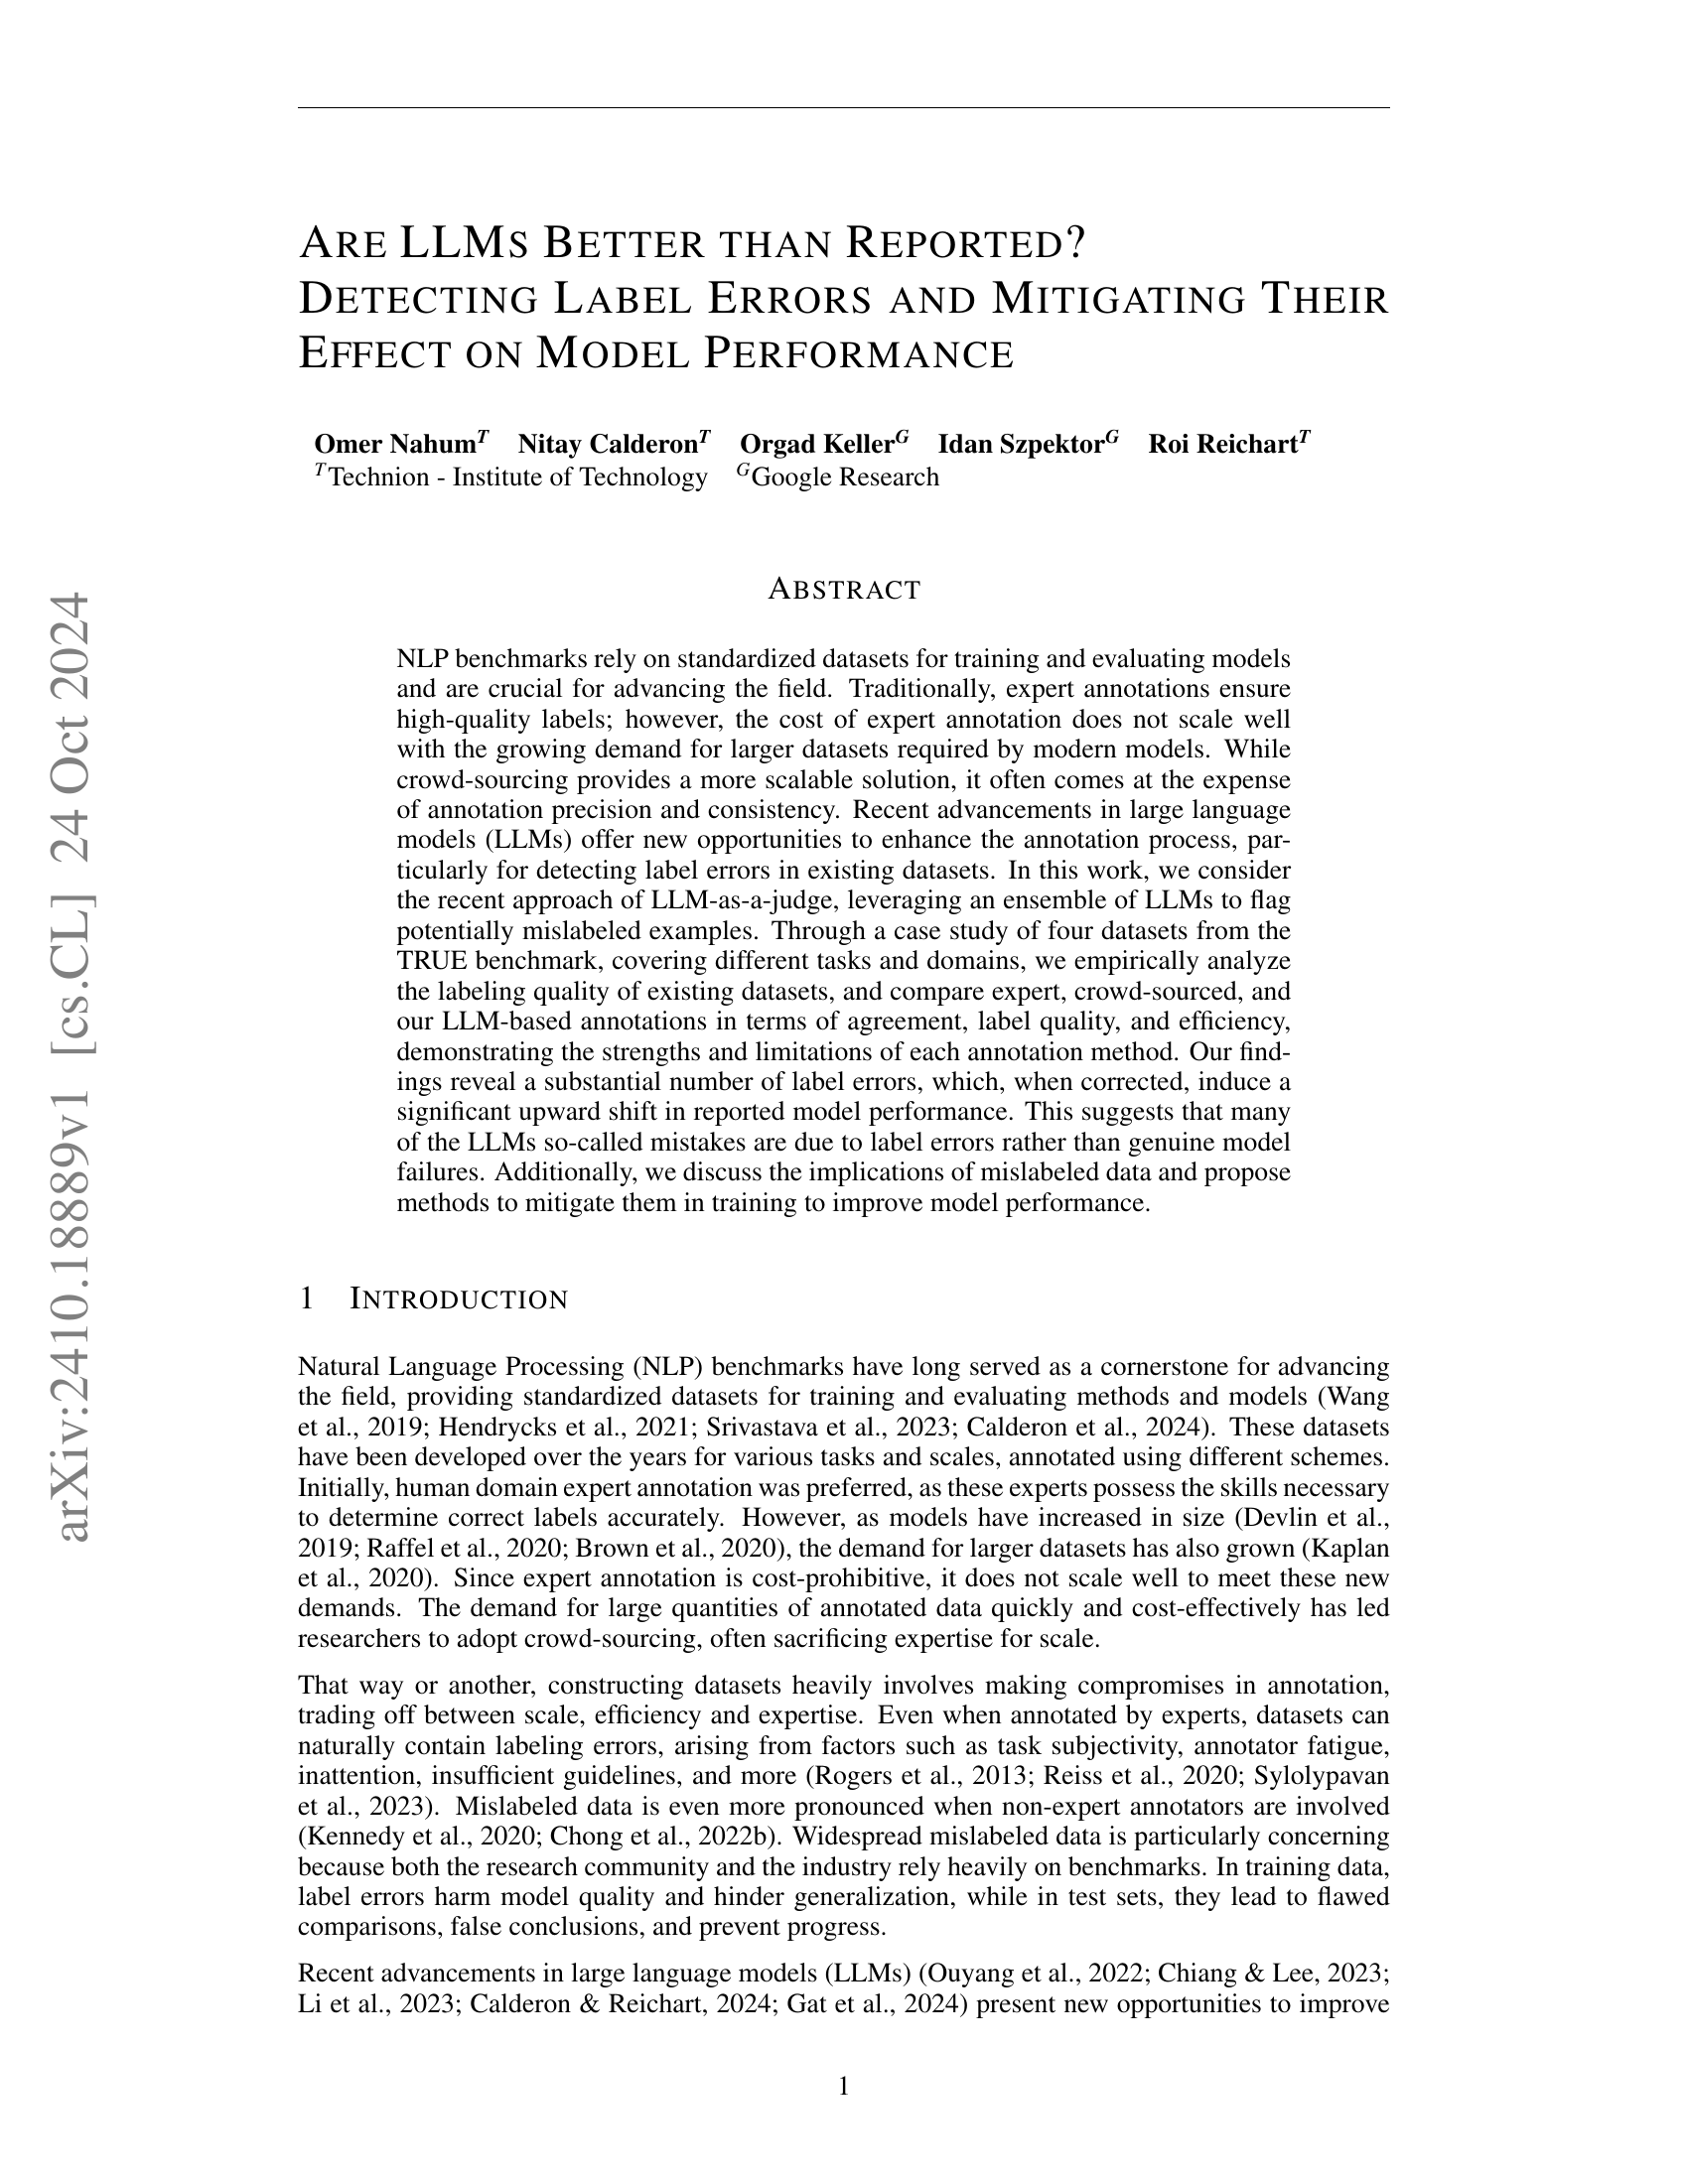 ARE LLMS BETTER THAN REPORTED?
DETECTING LABEL ERRORS AND MITIGATING THEIR
EFFECT ON MODEL PERFORMANCE
Omer Nahum^T Nitay Calderon^T Orgad Keller^G Idan Szpektor^G Roi Reichart^T
^T Technion - Institute of Technology ^G Google Research
ABSTRACT
NLP benchmarks rely on standardized datasets for training and evaluating models
and are crucial for advancing the field. Traditionally, expert annotations ensure
high-quality labels; however, the cost of expert annotation does not scale well
with the growing demand for larger datasets required by modern models. While
crowd-sourcing provides a more scalable solution, it often comes at the expense
of annotation precision and consistency. Recent advancements in large language
models (LLMs) offer new opportunities to enhance the annotation process, par-
ticularly for detecting label errors in existing datasets. In this work, we consider
the recent approach of LLM-as-a-judge, leveraging an ensemble of LLMs to flag
potentially mislabeled examples. Through a case study of four datasets from the
TRUE benchmark, covering different tasks and domains, we empirically analyze
the labeling quality of existing datasets, and compare expert, crowd-sourced, and
our LLM-based annotations in terms of agreement, label quality, and efficiency,
demonstrating the strengths and limitations of each annotation method. Our find-
ings reveal a substantial number of label errors, which, when corrected, induce a
significant upward shift in reported model performance. This suggests that many
of the LLMs so-called mistakes are due to label errors rather than genuine model
failures. Additionally, we discuss the implications of mislabeled data and propose
methods to mitigate them in training to improve model performance.
1 INTRODUCTION
Natural Language Processing (NLP) benchmarks have long served as a cornerstone for advancing
the field, providing standardized datasets for training and evaluating methods and models (Wang
et al., 2019; Hendrycks et al., 2021; Srivastava et al., 2023; Calderon et al., 2024). These datasets
have been developed over the years for various tasks and scales, annotated using different schemes.
Initially, human domain expert annotation was preferred, as these experts possess the skills necessary
to determine correct labels accurately. However, as models have increased in size (Devlin et al.,
2019; Raffel et al., 2020; Brown et al., 2020), the demand for larger datasets has also grown (Kaplan
et al., 2020). Since expert annotation is cost-prohibitive, it does not scale well to meet these new
demands. The demand for large quantities of annotated data quickly and cost-effectively has led
researchers to adopt crowd-sourcing, often sacrificing expertise for scale.
That way or another, constructing datasets heavily involves making compromises in annotation,
trading off between scale, efficiency and expertise. Even when annotated by experts, datasets can
naturally contain labeling errors, arising from factors such as task subjectivity, annotator fatigue,
inattention, insufficient guidelines, and more (Rogers et al., 2013; Reiss et al., 2020; Sylolypavan
et al., 2023). Mislabeled data is even more pronounced when non-expert annotators are involved
(Kennedy et al., 2020; Chong et al., 2022b). Widespread mislabeled data is particularly concerning
because both the research community and the industry rely heavily on benchmarks. In training data,
label errors harm model quality and hinder generalization, while in test sets, they lead to flawed
comparisons, false conclusions, and prevent progress.
Recent advancements in large language models (LLMs) (Ouyang et al., 2022; Chiang & Lee, 2023;
Li et al., 2023; Calderon & Reichart, 2024; Gat et al., 2024) present new opportunities to improve
1
arXiv:2410.18889v1 [cs.CL] 24 Oct 2024